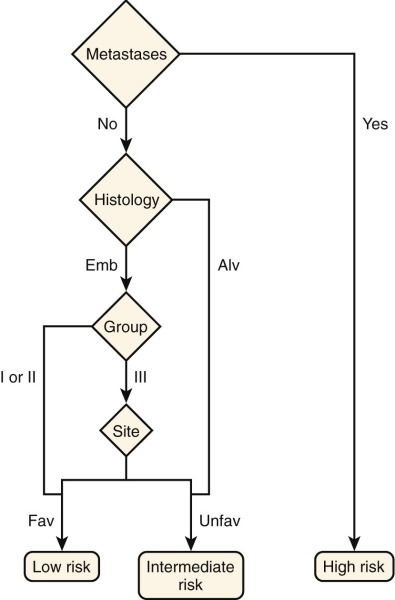 Metastases
No
Yes
Histology
Emb
Alv
Group
I or II
III
Site
Fav
Unfav
Low risk
Intermediate
risk
High risk